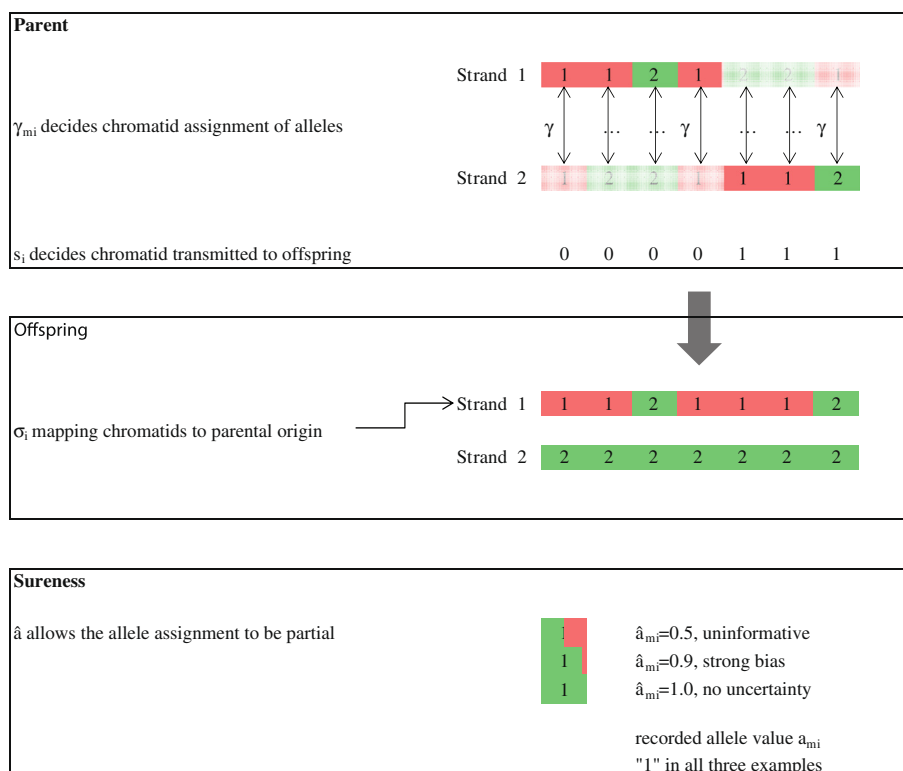 Parent
Strand 1 1 1 2 1 2 2 1
γmi decides chromatid assignment of alleles γ ... ... γ ... ... γ
Strand 2 1 2 2 1 1 1 2
si decides chromatid transmitted to offspring 0 0 0 0 1 1 1
Offspring
Strand 1 1 1 2 1 1 1 2
σi mapping chromatids to parental origin
Strand 2 2 2 2 2 2 2 2
Sureness
â allows the allele assignment to be partial 1 âmi=0.5, uninformative
1 âmi=0.9, strong bias
1 âmi=1.0, no uncertainty
recorded allele value ami
"1" in all three examples